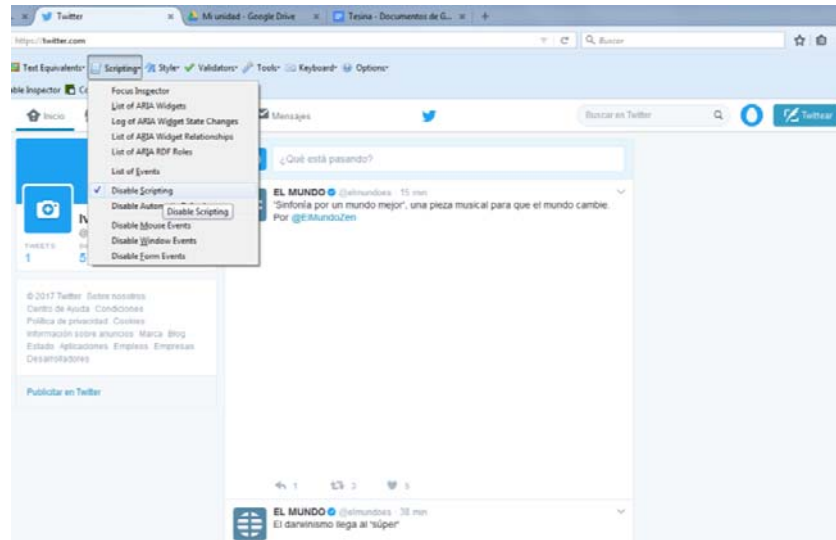 Twitter × Mi unidad - Google Drive × Tesina - Documentos de G... × +
https://twitter.com Buscar
Text Equivalents Scripting Style Validators Tools Keyboard Options
ble Inspector
Focus Inspector
List of ARIA Widgets
Log of ARIA Widget State Changes
List of ARIA Widget Relationships
List of ARIA RDF Roles
List of Events
Disable Scripting
Disable
Disable Scripting
Disable Mouse Events
Disable Window Events
Disable Form Events
Inicio Mensajes Buscar en Twitter Twittear
¿Qué está pasando?
TWEETS
1 5
EL MUNDO @elmundoes · 15 min
'Sinfonía por un mundo mejor', una pieza musical para que el mundo cambie.
Por @ElMundoZen
© 2017 Twitter Sobre nosotros
Centro de Ayuda Condiciones
Política de privacidad Cookies
Información sobre anuncios Marca Blog
Estado Aplicaciones Empleos Empresas
Desarrolladores
Publicitar en Twitter
1 3 5
EL MUNDO @elmundoes · 38 min
El darwinismo llega al 'súper'